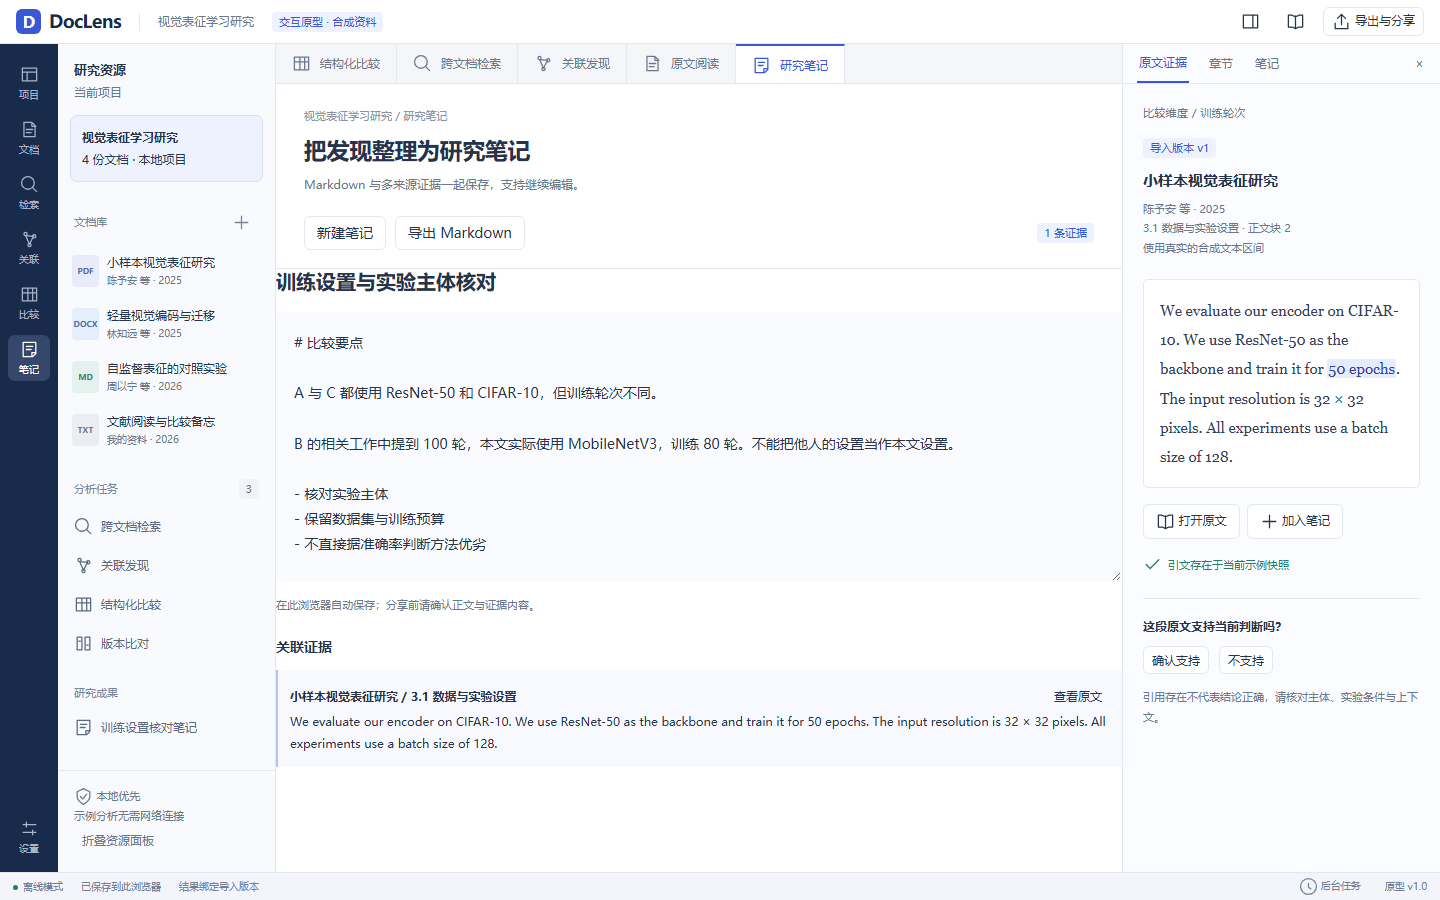 D DocLens
视觉表征学习研究
交互原型 · 合成资料
导出与分享
项目
文档
检索
关联
比较
笔记
设置
研究资源
当前项目
视觉表征学习研究
4 份文档 · 本地项目
文档库
PDF
小样本视觉表征研究
陈予安 等 · 2025
DOCX
轻量视觉编码与迁移
林知远 等 · 2025
MD
自监督表征的对照实验
周以宁 等 · 2026
TXT
文献阅读与比较备忘
我的资料 · 2026
分析任务
3
跨文档检索
关联发现
结构化比较
版本比对
研究成果
训练设置核对笔记
本地优先
示例分析无需网络连接
折叠资源面板
结构化比较
跨文档检索
关联发现
原文阅读
研究笔记
视觉表征学习研究 / 研究笔记
把发现整理为研究笔记
Markdown 与多来源证据一起保存，支持继续编辑。
新建笔记
导出 Markdown
1 条证据
训练设置与实验主体核对
# 比较要点
A 与 C 都使用 ResNet-50 和 CIFAR-10，但训练轮次不同。
B 的相关工作中提到 100 轮，本文实际使用 MobileNetV3，训练 80 轮。不能把他人的设置当作本文设置。
- 核对实验主体
- 保留数据集与训练预算
- 不直接据准确率判断方法优劣
在此浏览器自动保存；分享前请确认正文与证据内容。
关联证据
小样本视觉表征研究 / 3.1 数据与实验设置
查看原文
We evaluate our encoder on CIFAR-10. We use ResNet-50 as the backbone and train it for 50 epochs. The input resolution is 32 × 32 pixels. All
experiments use a batch size of 128.
原文证据
章节
笔记
×
比较维度 / 训练轮次
导入版本 v1
小样本视觉表征研究
陈予安 等 · 2025
3.1 数据与实验设置 · 正文块 2
使用真实的合成文本区间
We evaluate our encoder on CIFAR-
10. We use ResNet-50 as the
backbone and train it for 50 epochs.
The input resolution is 32 × 32
pixels. All experiments use a batch
size of 128.
打开原文
加入笔记
引文存在于当前示例快照
这段原文支持当前判断吗？
确认支持
不支持
引用存在不代表结论正确，请核对主体、实验条件与上下
文。
离线模式
已保存到此浏览器
结果绑定导入版本
后台任务
原型 v1.0